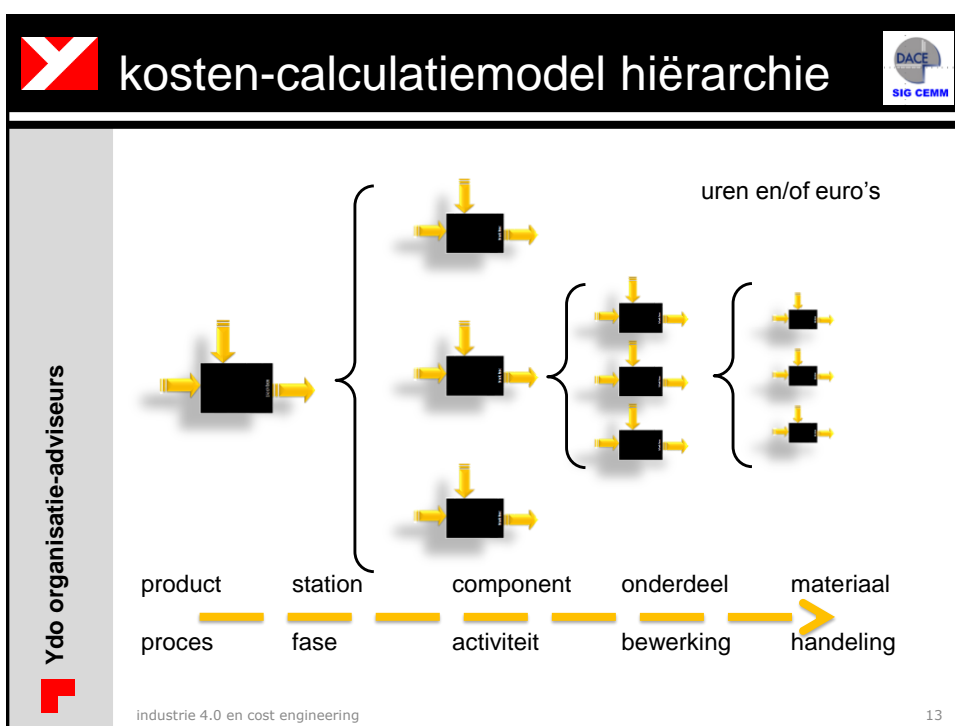 kosten-calculatiemodel hiërarchie
DACE
SIG CEMM
uren en/of euro's
Ydo organisatie-adviseurs
product station component onderdeel materiaal
proces fase activiteit bewerking handeling
industrie 4.0 en cost engineering 13